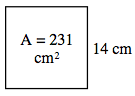 A = 231
cm²
14 cm